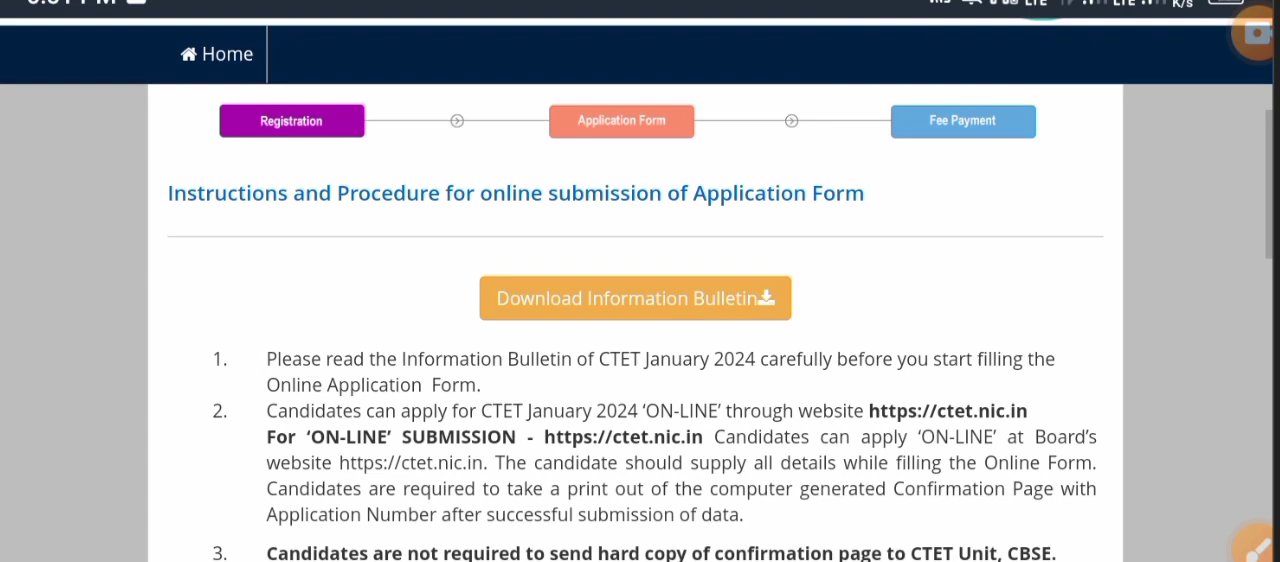 LTE LTE K/s
Home
Registration Application Form Fee Payment
Instructions and Procedure for online submission of Application Form
Download Information Bulletin
1. Please read the Information Bulletin of CTET January 2024 carefully before you start filling the
Online Application Form.
2. Candidates can apply for CTET January 2024 ‘ON-LINE’ through website https://ctet.nic.in
For ‘ON-LINE’ SUBMISSION - https://ctet.nic.in Candidates can apply ‘ON-LINE’ at Board’s
website https://ctet.nic.in. The candidate should supply all details while filling the Online Form.
Candidates are required to take a print out of the computer generated Confirmation Page with
Application Number after successful submission of data.
3. Candidates are not required to send hard copy of confirmation page to CTET Unit, CBSE.